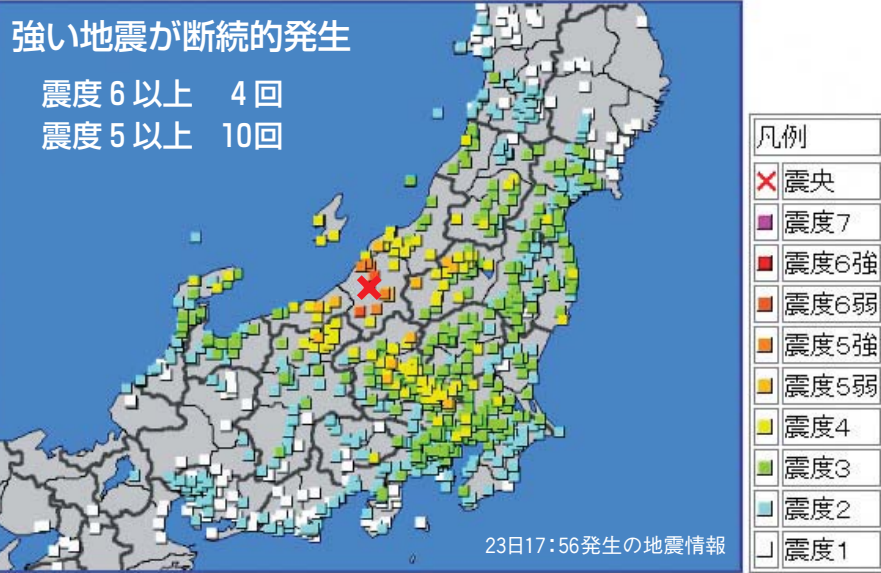 強い地震が断続的発生
震度6以上 4回
震度5以上 10回
23日17:56発生の地震情報
凡例
震央
震度7
震度6強
震度6弱
震度5強
震度5弱
震度4
震度3
震度2
震度1